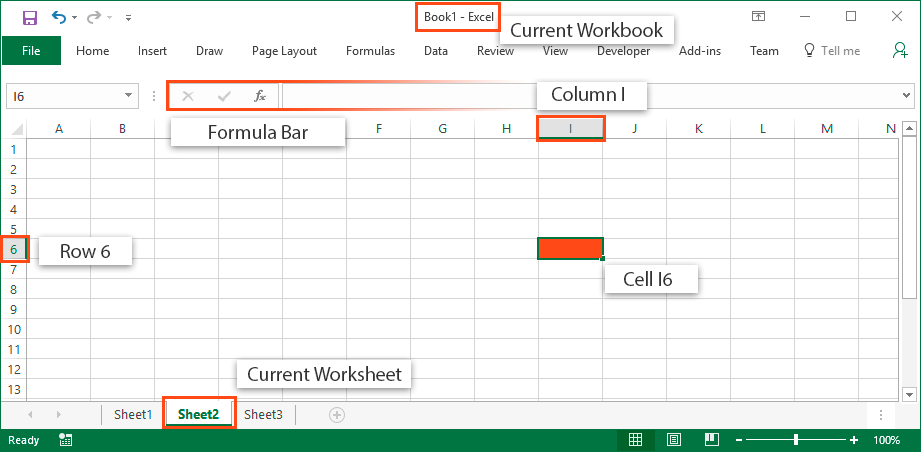 Book1 - Excel
Current Workbook
File Home Insert Draw Page Layout Formulas Data Review View Developer Add-ins Team Tell me
I6 fx
Column I
Formula Bar
A B F G H I J K L M N
1
2
3
4
5
6
Row 6
7
Cell I6
8
9
10
11
12
Current Worksheet
13
Sheet1 Sheet2 Sheet3
Ready 100%